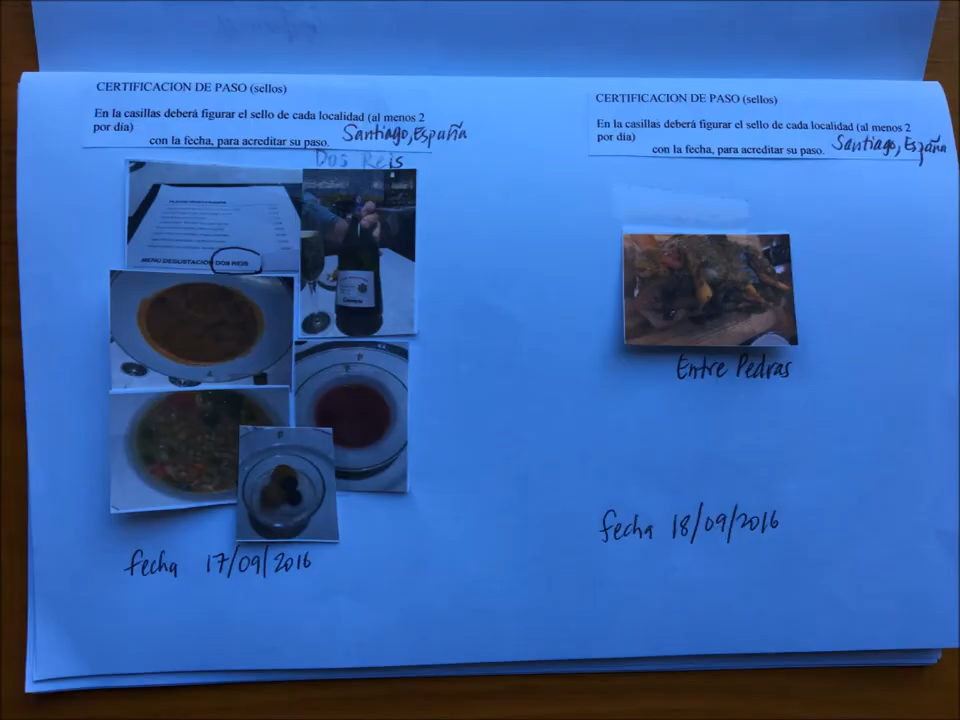 CERTIFICACION DE PASO (sellos)
En la casillas deberá figurar el sello de cada localidad (al menos 2
por día)
con la fecha, para acreditar su paso. Santiago, España
Dos Reis
MENÚ DEGUSTACIÓN DOS REIS
fecha 17/09/2016
CERTIFICACION DE PASO (sellos)
En la casillas deberá figurar el sello de cada localidad (al menos 2
por día)
con la fecha, para acreditar su paso. Santiago, España
Entre Pedras
fecha 18/09/2016